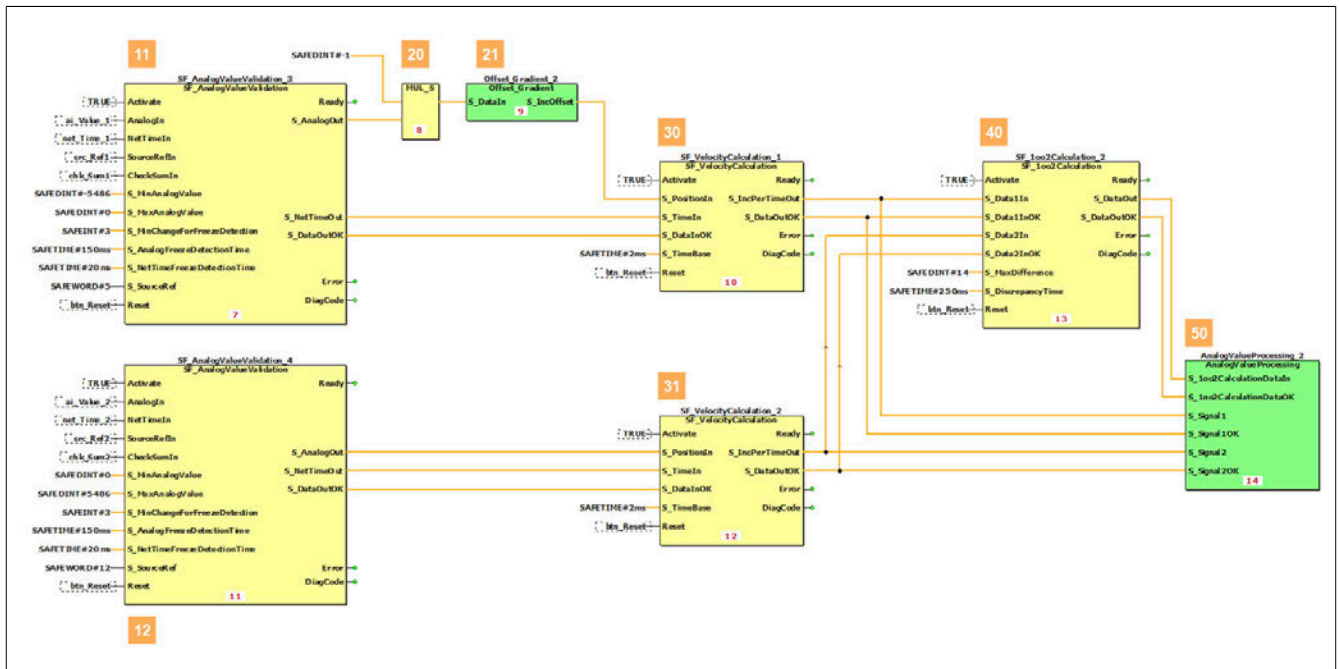 11
SAFEDINT#-1
20
21
SF_AnalogValueValidation_3
SF_AnalogValueValidation
TRUE Activate Ready
ai_Value_1 AnalogIn S_AnalogOut
net_Time_1 NetTimeIn
src_Ref1 SourceRefIn
chk_Sum1 CheckSumIn
SAFEDINT#-5486 S_MinAnalogValue
SAFEDINT#0 S_MaxAnalogValue S_NetTimeOut
SAFEINT#3 S_MinChangeForFreezeDetection S_DataOutOK
SAFETIME#150ms S_AnalogFreezeDetectionTime
SAFETIME#20ms S_NetTimeFreezeDetectionTime
SAFEWORD#5 S_SourceRef Error
btn_Reset Reset DiagCode
7
MUL_S
8
Offset_Gradient_2
Offset_Gradient
S_DataIn S_IncOffset
9
30
SF_VelocityCalculation_1
SF_VelocityCalculation
TRUE Activate Ready
S_PositionIn S_IncPerTimeOut
S_TimeIn S_DataOutOK
S_DataInOK Error
SAFETIME#2ms S_TimeBase DiagCode
btn_Reset Reset
10
40
SF_1oo2Calculation_2
SF_1oo2Calculation
TRUE Activate Ready
S_Data1In S_DataOut
S_Data1InOK S_DataOutOK
S_Data2In Error
S_Data2InOK DiagCode
SAFEDINT#14 S_MaxDifference
SAFETIME#250ms S_DiscrepancyTime
btn_Reset Reset
13
50
AnalogValueProcessing_2
AnalogValueProcessing
S_1oo2CalculationDataIn
S_1oo2CalculationDataOK
S_Signal1
S_Signal1OK
S_Signal2
S_Signal2OK
14
SF_AnalogValueValidation_4
SF_AnalogValueValidation
TRUE Activate Ready
ai_Value_2 AnalogIn
net_Time_2 NetTimeIn
src_Ref2 SourceRefIn S_AnalogOut
chk_Sum2 CheckSumIn S_NetTimeOut
SAFEDINT#0 S_MinAnalogValue S_DataOutOK
SAFEDINT#5486 S_MaxAnalogValue
SAFEINT#3 S_MinChangeForFreezeDetection
SAFETIME#150ms S_AnalogFreezeDetectionTime
SAFETIME#20ms S_NetTimeFreezeDetectionTime
SAFEWORD#12 S_SourceRef Error
btn_Reset Reset DiagCode
11
12
31
SF_VelocityCalculation_2
SF_VelocityCalculation
TRUE Activate Ready
S_PositionIn S_IncPerTimeOut
S_TimeIn S_DataOutOK
S_DataInOK Error
SAFETIME#2ms S_TimeBase DiagCode
btn_Reset Reset
12